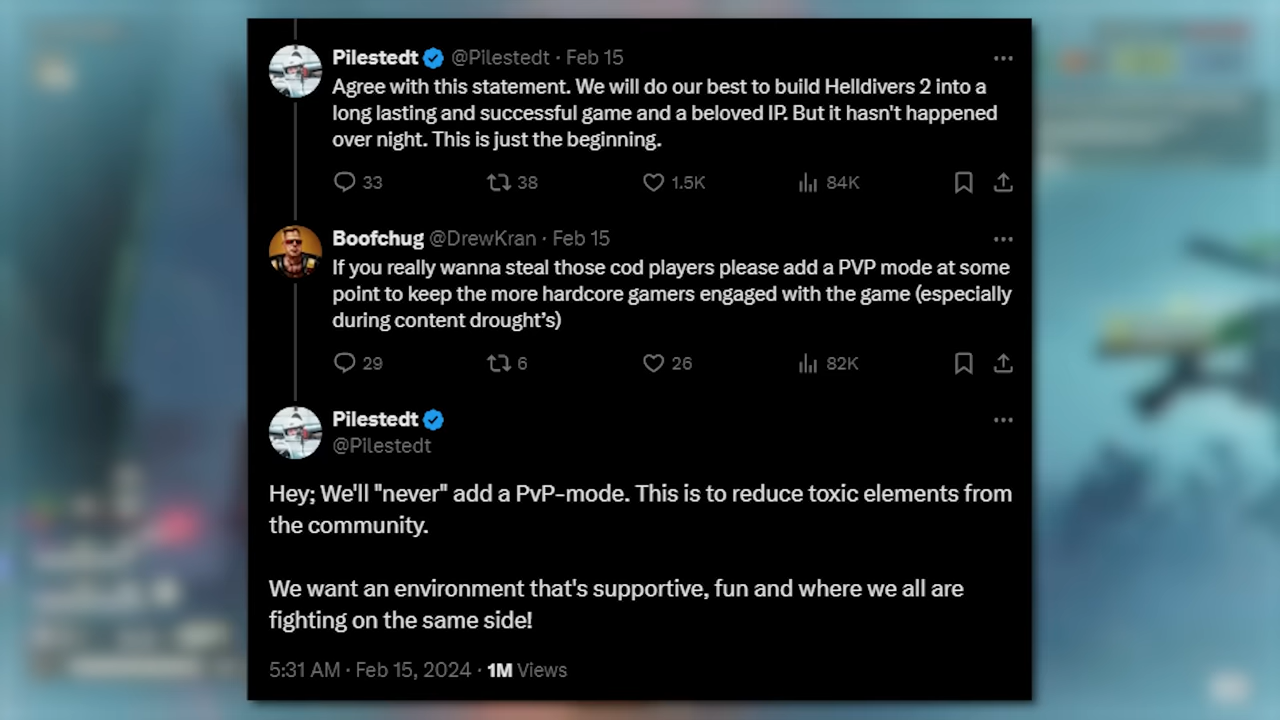 Pilestedt @Pilestedt · Feb 15
Agree with this statement. We will do our best to build Helldivers 2 into a
long lasting and successful game and a beloved IP. But it hasn't happened
over night. This is just the beginning.
33 38 1.5K 84K
Boofchug @DrewKran · Feb 15
If you really wanna steal those cod players please add a PVP mode at some
point to keep the more hardcore gamers engaged with the game (especially
during content drought’s)
29 6 26 82K
Pilestedt
@Pilestedt
Hey; We'll "never" add a PvP-mode. This is to reduce toxic elements from
the community.
We want an environment that's supportive, fun and where we all are
fighting on the same side!
5:31 AM · Feb 15, 2024 · 1M Views